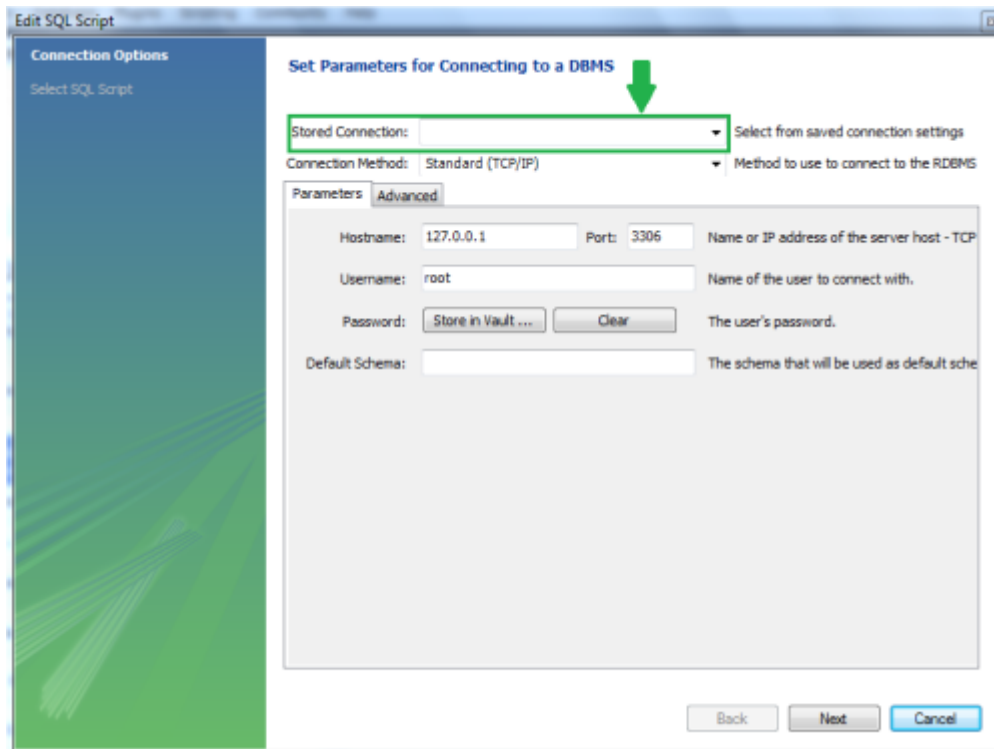 Edit SQL Script
Connection Options
Select SQL Script
Set Parameters for Connecting to a DBMS
Stored Connection: Select from saved connection settings
Connection Method: Standard (TCP/IP) Method to use to connect to the RDBMS
Parameters Advanced
Hostname: 127.0.0.1 Port: 3306 Name or IP address of the server host - TCP
Username: root Name of the user to connect with.
Password: Store in Vault ... Clear The user's password.
Default Schema: The schema that will be used as default sche
Back Next Cancel